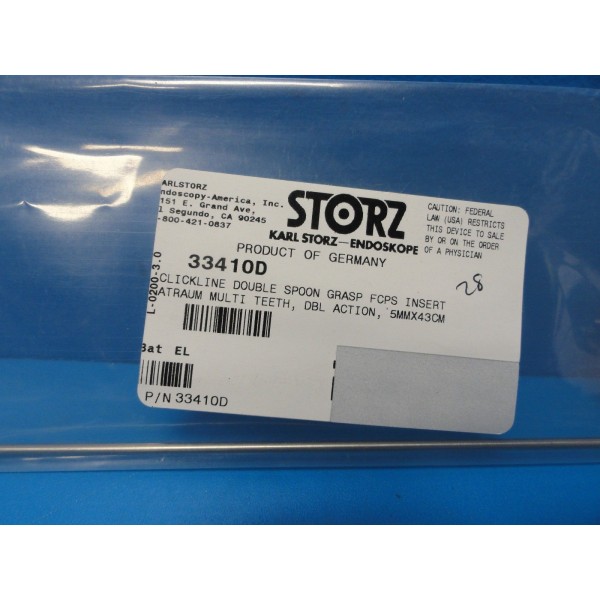 ARLSTORZ
ndoscopy-America, Inc.
151 E. Grand Ave,
l Segundo, CA 90245
-800-421-0837
STORZ
KARL STORZ—ENDOSKOPE
CAUTION: FEDERAL
LAW (USA) RESTRICTS
THIS DEVICE TO SALE
BY OR ON THE ORDER
OF A PHYSICIAN
PRODUCT OF GERMANY
33410D
28
CLICKLINE DOUBLE SPOON GRASP FCPS INSERT
ATRAUM MULTI TEETH, DBL ACTION, 5MMX43CM
L-0200-3.0
Bat EL
P/N 33410D